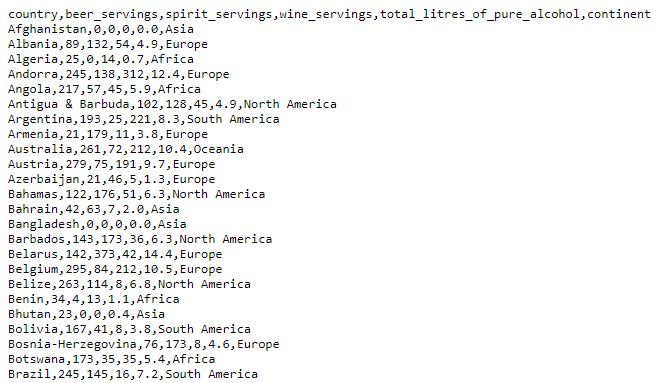 country,beer_servings,spirit_servings,wine_servings,total_litres_of_pure_alcohol,continent
Afghanistan,0,0,0,0.0,Asia
Albania,89,132,54,4.9,Europe
Algeria,25,0,14,0.7,Africa
Andorra,245,138,312,12.4,Europe
Angola,217,57,45,5.9,Africa
Antigua & Barbuda,102,128,45,4.9,North America
Argentina,193,25,221,8.3,South America
Armenia,21,179,11,3.8,Europe
Australia,261,72,212,10.4,Oceania
Austria,279,75,191,9.7,Europe
Azerbaijan,21,46,5,1.3,Europe
Bahamas,122,176,51,6.3,North America
Bahrain,42,63,7,2.0,Asia
Bangladesh,0,0,0,0.0,Asia
Barbados,143,173,36,6.3,North America
Belarus,142,373,42,14.4,Europe
Belgium,295,84,212,10.5,Europe
Belize,263,114,8,6.8,North America
Benin,34,4,13,1.1,Africa
Bhutan,23,0,0,0.4,Asia
Bolivia,167,41,8,3.8,South America
Bosnia-Herzegovina,76,173,8,4.6,Europe
Botswana,173,35,35,5.4,Africa
Brazil,245,145,16,7.2,South America